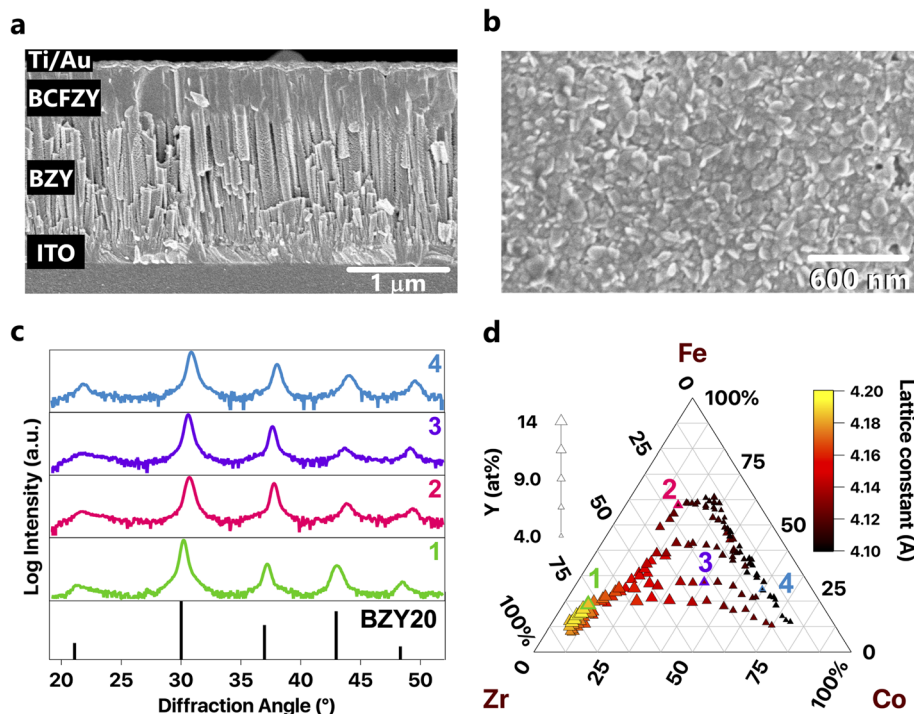 a
Ti/Au
BCFZY
BZY
ITO
1 μm
b
600 nm
c
Log Intensity (a.u.)
4
3
2
1
BZY20
20 25 30 35 40 45 50
Diffraction Angle (°)
d
Fe
0
100%
25
75
50
50
75
25
100%
0
0
25
50
75
100%
Zr
Co
Y (at%)
14
9.0
4.0
1
2
3
4
4.20
4.18
4.16
4.14
4.12
4.10
Lattice constant (A)